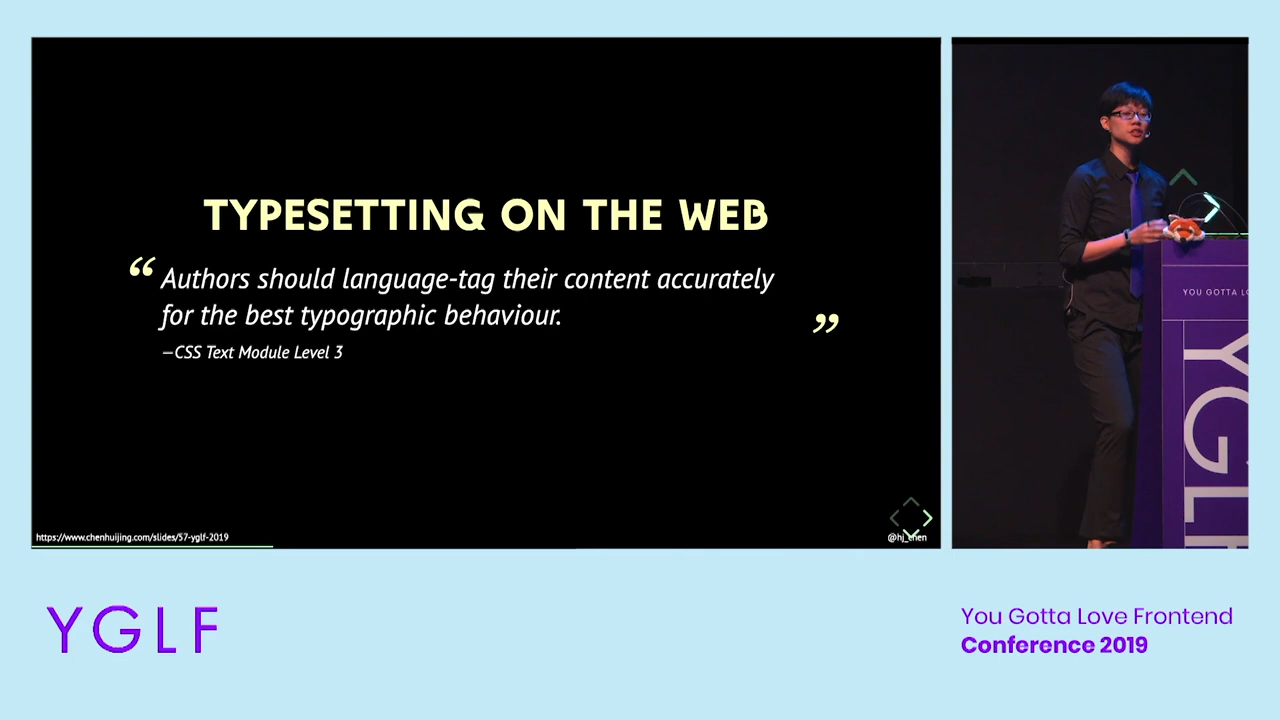 TYPESETTING ON THE WEB
“ Authors should language-tag their content accurately
for the best typographic behaviour. ”
—CSS Text Module Level 3
https://www.chenhuijing.com/slides/57-yglf-2019
@hj_chen
YOU GOTTA LO
YGLF
YGLF
You Gotta Love Frontend
Conference 2019